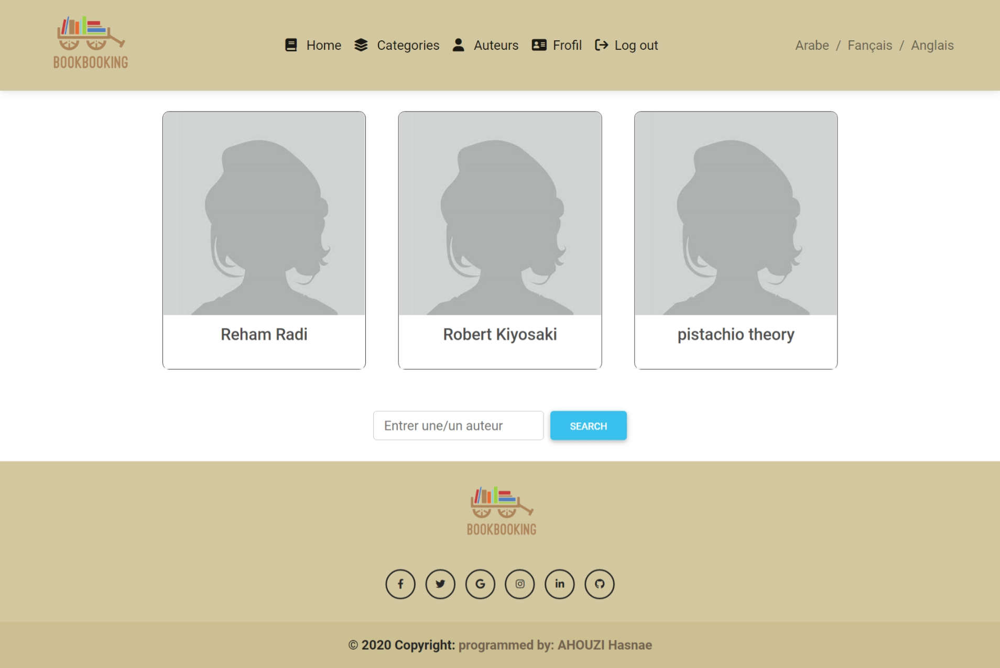 BOOKBOOKING
Home Categories Auteurs Frofil Log out
Arabe / Fançais / Anglais
Reham Radi
Robert Kiyosaki
pistachio theory
Entrer une/un auteur
SEARCH
BOOKBOOKING
© 2020 Copyright: programmed by: AHOUZI Hasnae